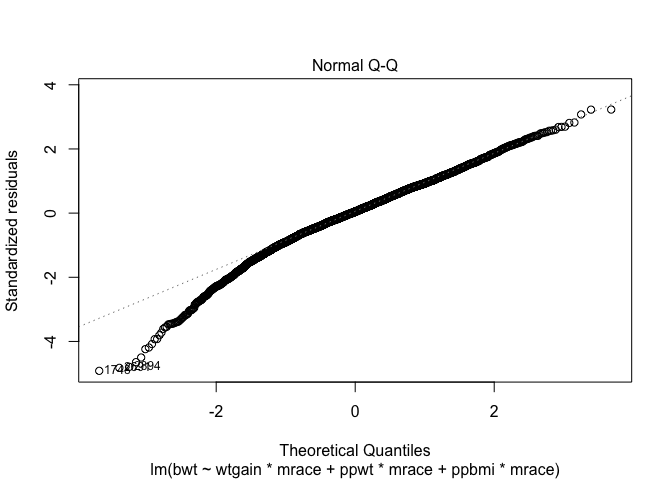 Normal Q-Q
Standardized residuals
4
2
0
-2
-4
-2
0
2
Theoretical Quantiles
lm(bwt ~ wtgain * mrace + ppwt * mrace + ppbmi * mrace)